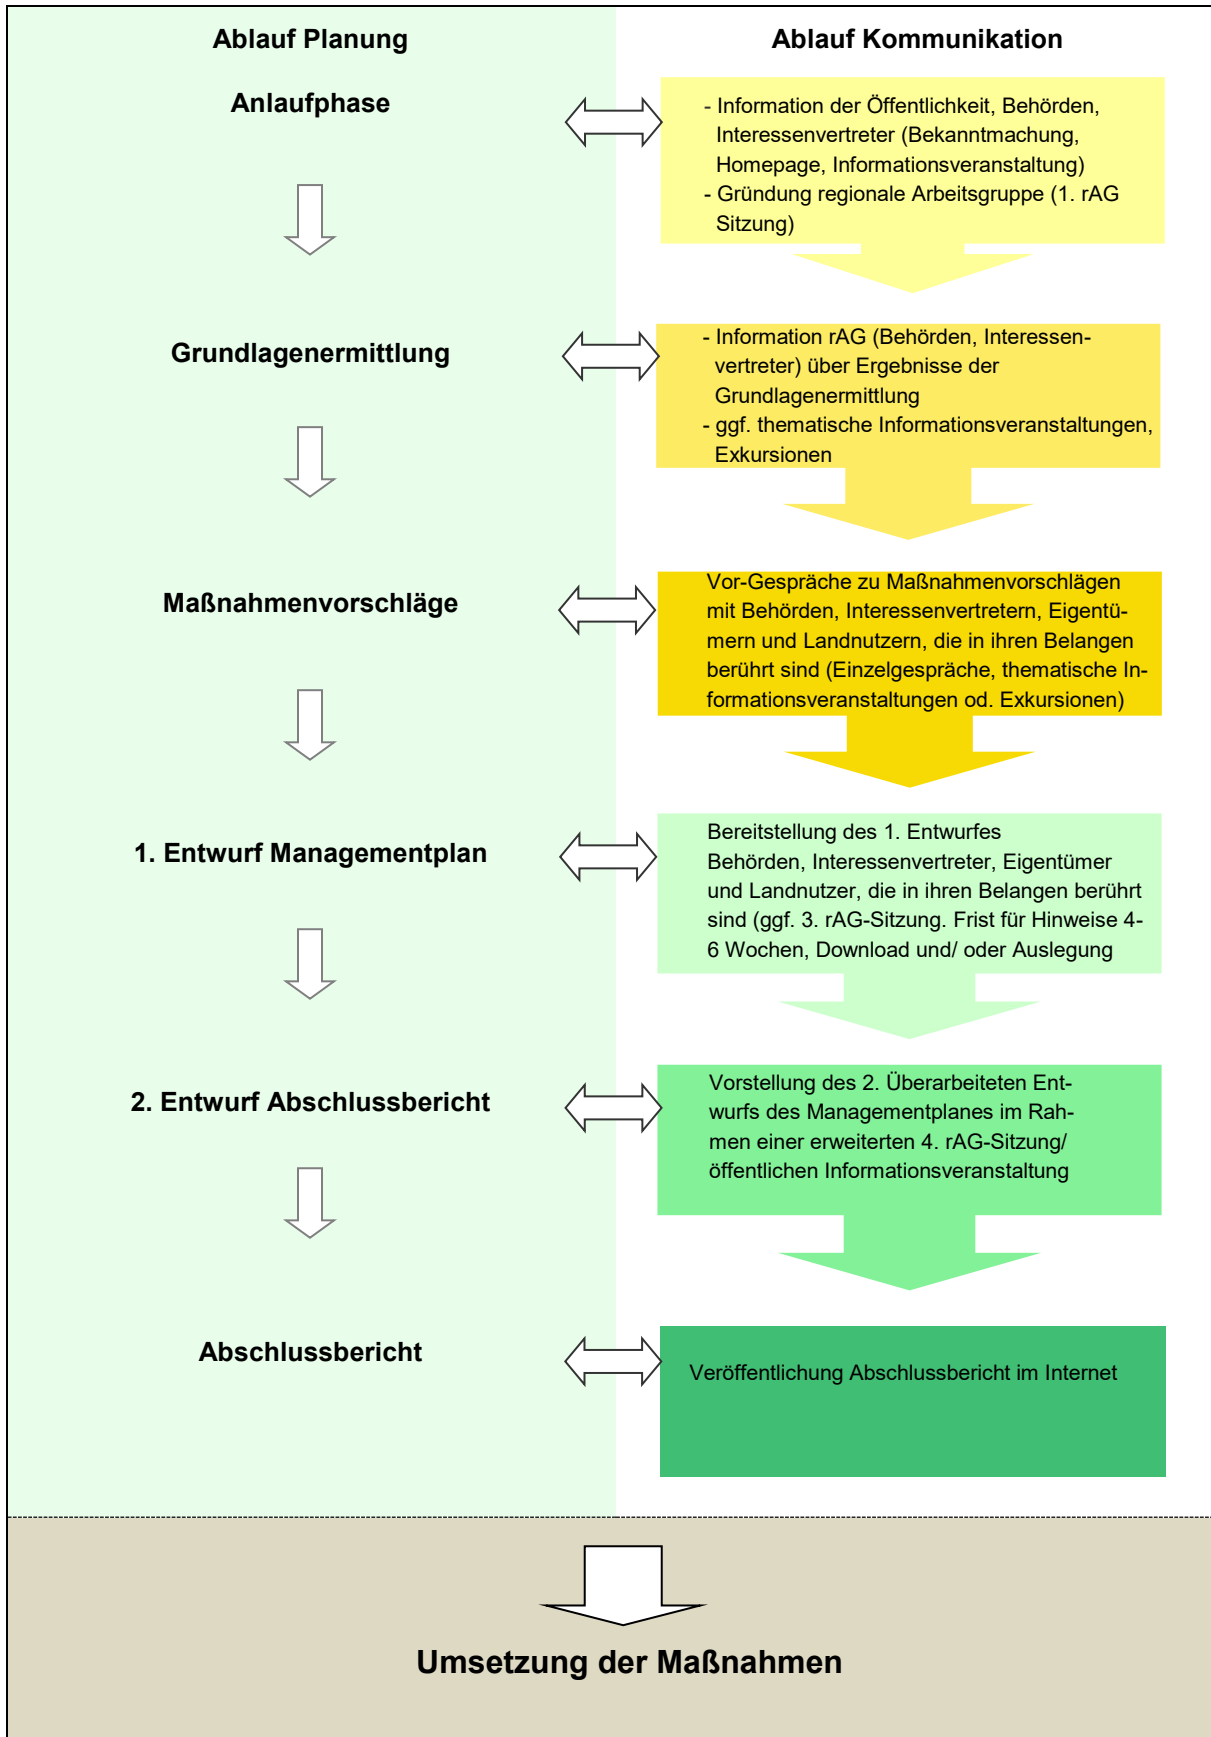 Ablauf Planung
Ablauf Kommunikation
Anlaufphase
- Information der Öffentlichkeit, Behörden,
Interessenvertreter (Bekanntmachung,
Homepage, Informationsveranstaltung)
- Gründung regionale Arbeitsgruppe (1. rAG
Sitzung)
Grundlagenermittlung
- Information rAG (Behörden, Interessen-
vertreter) über Ergebnisse der
Grundlagenermittlung
- ggf. thematische Informationsveranstaltungen,
Exkursionen
Maßnahmenvorschläge
Vor-Gespräche zu Maßnahmenvorschlägen
mit Behörden, Interessenvertretern, Eigentü-
mern und Landnutzern, die in ihren Belangen
berührt sind (Einzelgespräche, thematische In-
formationsveranstaltungen od. Exkursionen)
1. Entwurf Managementplan
Bereitstellung des 1. Entwurfes
Behörden, Interessenvertreter, Eigentümer
und Landnutzer, die in ihren Belangen berührt
sind (ggf. 3. rAG-Sitzung. Frist für Hinweise 4-
6 Wochen, Download und/ oder Auslegung
2. Entwurf Abschlussbericht
Vorstellung des 2. Überarbeiteten Ent-
wurfs des Managementplanes im Rah-
men einer erweiterten 4. rAG-Sitzung/
öffentlichen Informationsveranstaltung
Abschlussbericht
Veröffentlichung Abschlussbericht im Internet
Umsetzung der Maßnahmen